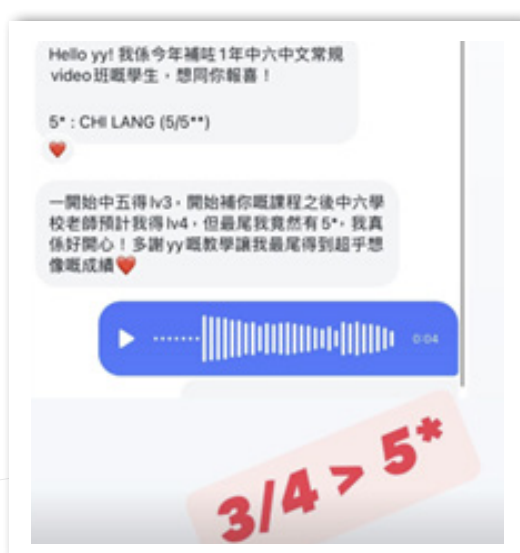 Hello yy! 我係今年補咗1年中六中文常規
video班嘅學生，想同你報喜！
5* : CHI LANG (5/5**)
一開始中五得lv3，開始補你嘅課程之後中六學
校老師預計我得lv4，但最尾我竟然有5*，我真
係好開心！多謝yy嘅教學讓我最尾得到超乎想
像嘅成績❤️
0:04
3/4 > 5*